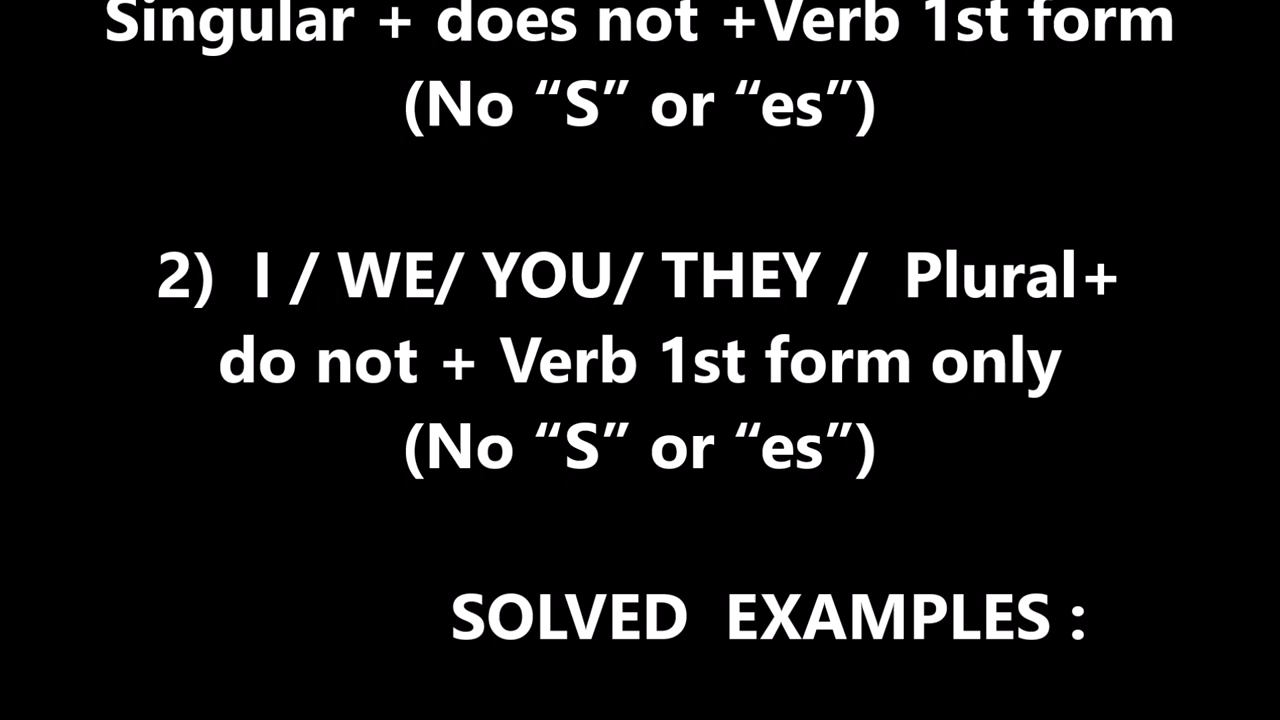 Singular + does not +Verb 1st form
(No “S” or “es”)
2) I / WE/ YOU/ THEY / Plural+
do not + Verb 1st form only
(No “S” or “es”)
SOLVED EXAMPLES :